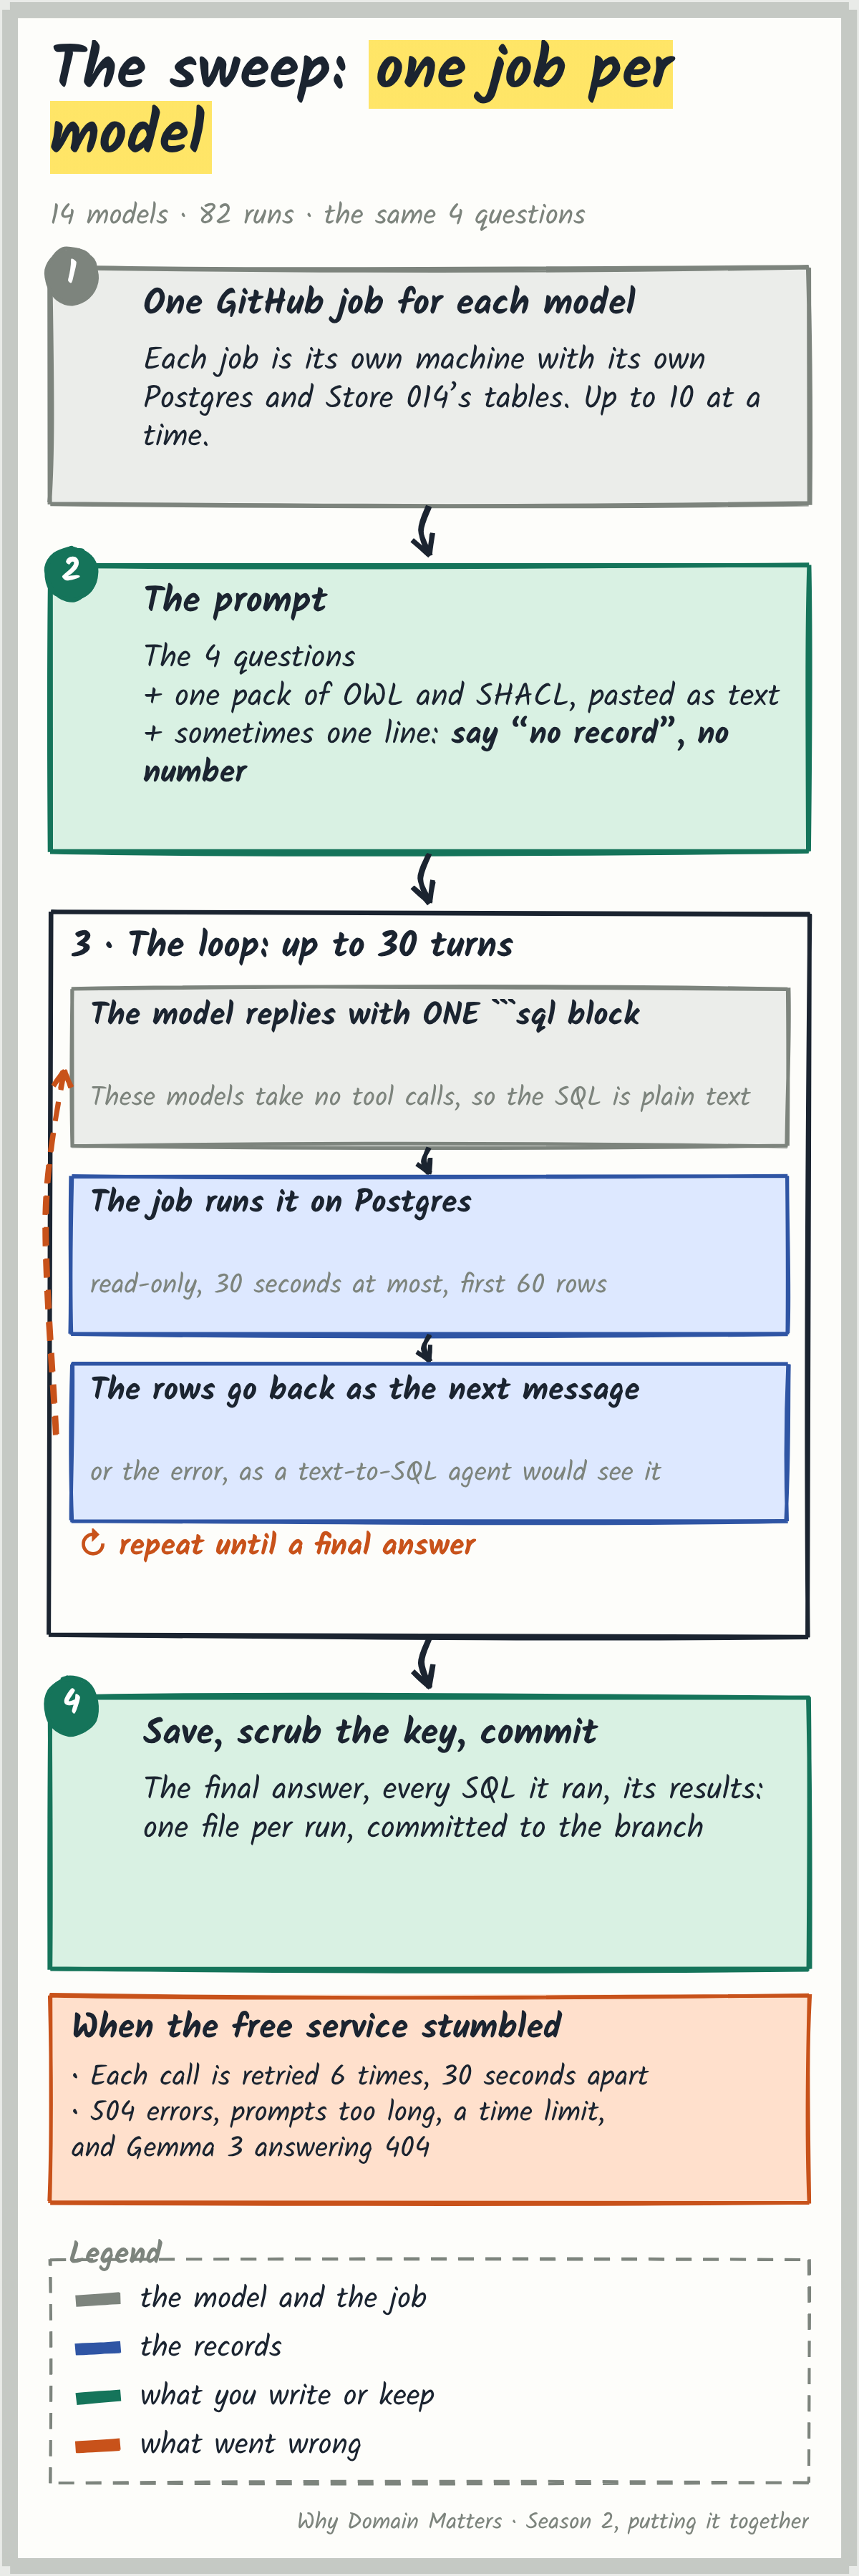 The sweep: one job per
model
14 models · 82 runs · the same 4 questions
1
One GitHub job for each model
Each job is its own machine with its own
Postgres and Store 014’s tables. Up to 10 at a
time.
2
The prompt
The 4 questions
+ one pack of OWL and SHACL, pasted as text
+ sometimes one line: say “no record”, no
number
3 · The loop: up to 30 turns
The model replies with ONE ```sql block
These models take no tool calls, so the SQL is plain text
The job runs it on Postgres
read-only, 30 seconds at most, first 60 rows
The rows go back as the next message
or the error, as a text-to-SQL agent would see it
↻ repeat until a final answer
4
Save, scrub the key, commit
The final answer, every SQL it ran, its results:
one file per run, committed to the branch
When the free service stumbled
· Each call is retried 6 times, 30 seconds apart
· 504 errors, prompts too long, a time limit,
and Gemma 3 answering 404
Legend
the model and the job
the records
what you write or keep
what went wrong
Why Domain Matters · Season 2, putting it together